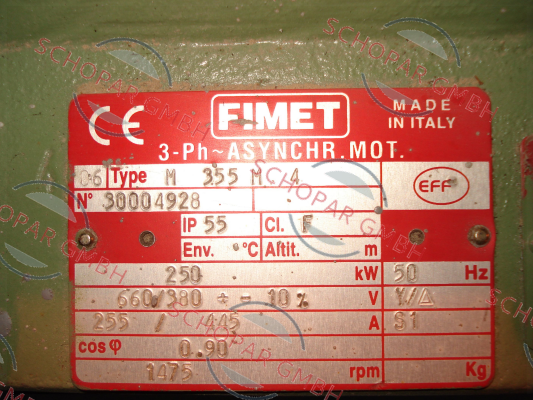 CE
FIMET
MADE IN ITALY
3-Ph~ASYNCHR.MOT.
06 Type M 355 M 4
N° 30004928
EFF
IP 55 Cl. F
Env. °C Aftit. m
250 kW 50 Hz
660/380 + - 10% V Y/Δ
255 / 445 A S1
cos φ 0.90
1475 rpm Kg
SCHOPAR GMBH